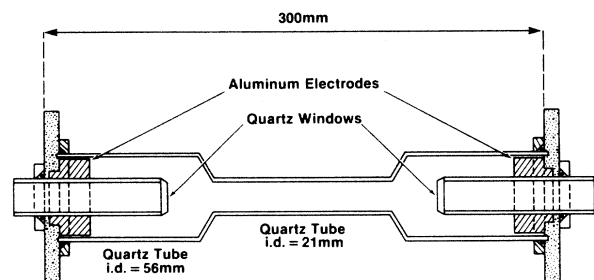 300mm
Aluminum Electrodes
Quartz Windows
Quartz Tube
i.d. = 21mm
Quartz Tube
i.d. = 56mm